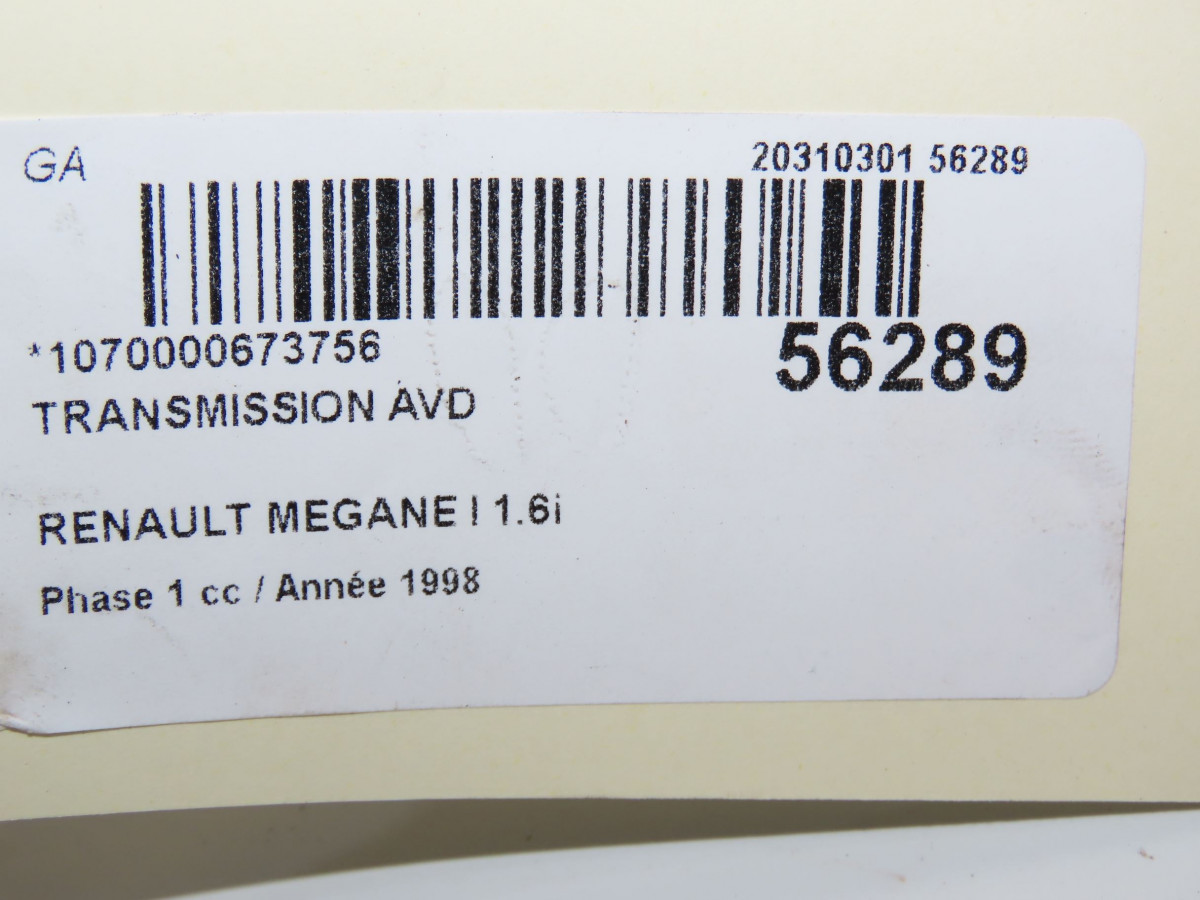 GA
20310301 56289
*1070000673756
56289
TRANSMISSION AVD
RENAULT MEGANE I 1.6i
Phase 1 cc / Année 1998